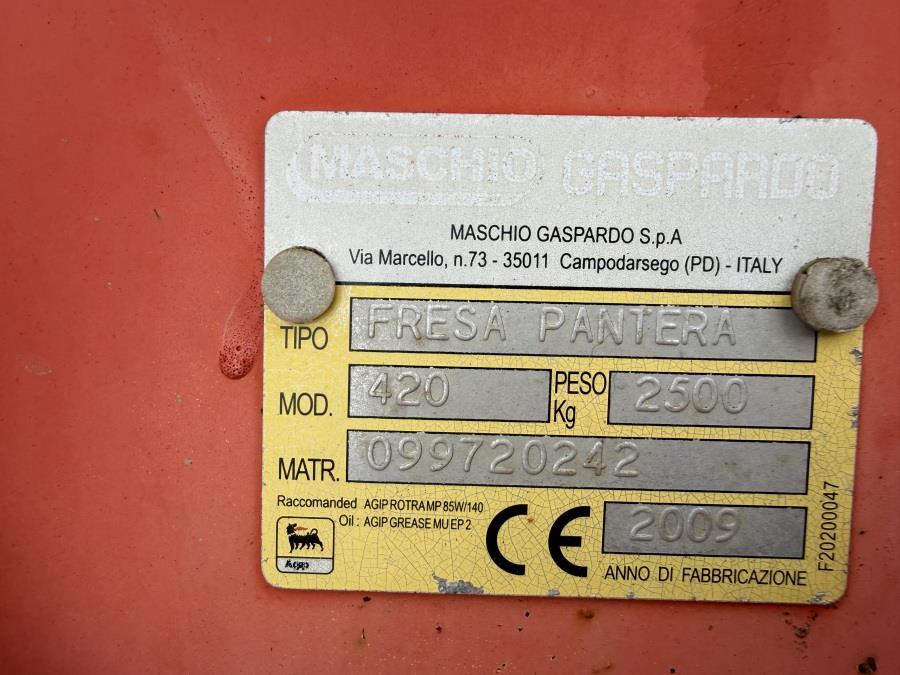 MASCHIO GASPARDO
MASCHIO GASPARDO S.p.A
Via Marcello, n.73 - 35011 Campodarsego (PD) - ITALY
TIPO FRESA PANTERA
MOD. 420 PESO Kg 2500
MATR. 099720242
Raccomanded AGIP ROTRA MP 85W/140
Oil : AGIP GREASE MU EP 2
Agip
CE
2009
ANNO DI FABBRICAZIONE
F20200047